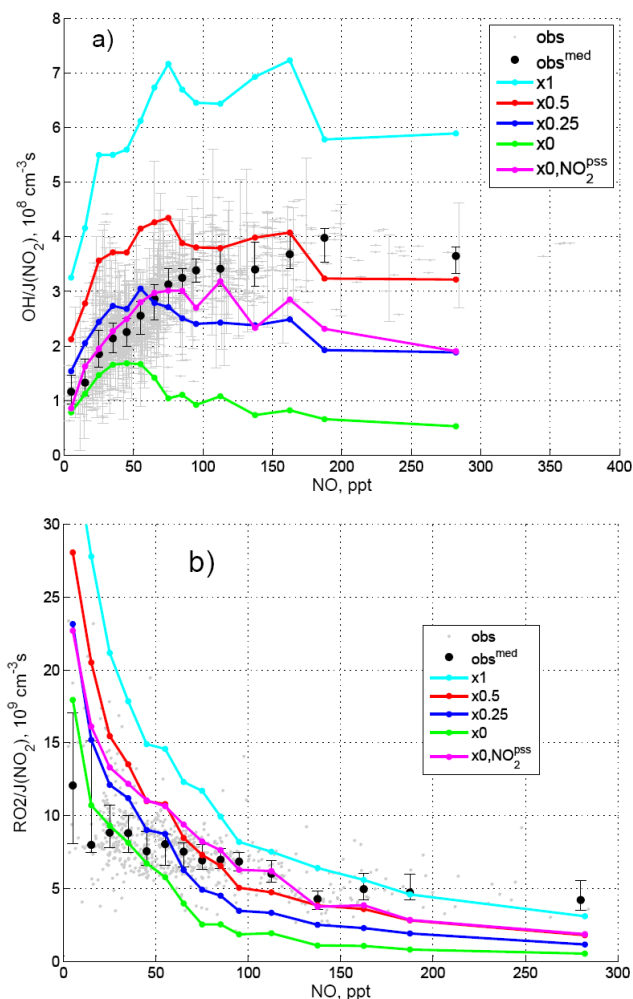 a)
OH/J(NO2), 10^8 cm^-3s
8
7
6
5
4
3
2
1
0
0 50 100 150 200 250 300 350 400
NO, ppt
obs
obs^med
x1
x0.5
x0.25
x0
x0,NO2^pss
b)
RO2/J(NO2), 10^9 cm^-3s
30
25
20
15
10
5
0
0 50 100 150 200 250 300
NO, ppt
obs
obs^med
x1
x0.5
x0.25
x0
x0,NO2^pss